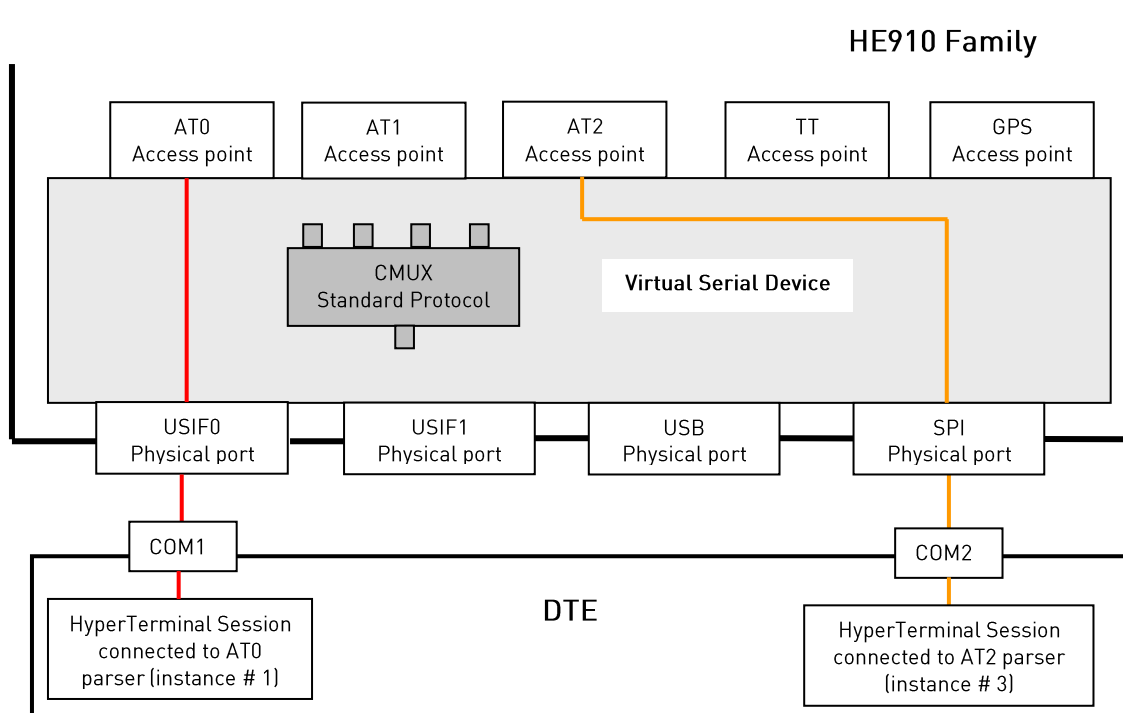 HE910 Family
AT0
Access point
AT1
Access point
AT2
Access point
TT
Access point
GPS
Access point
CMUX
Standard Protocol
Virtual Serial Device
USIF0
Physical port
USIF1
Physical port
USB
Physical port
SPI
Physical port
COM1
COM2
DTE
HyperTerminal Session
connected to AT0
parser (instance # 1)
HyperTerminal Session
connected to AT2 parser
(instance # 3)